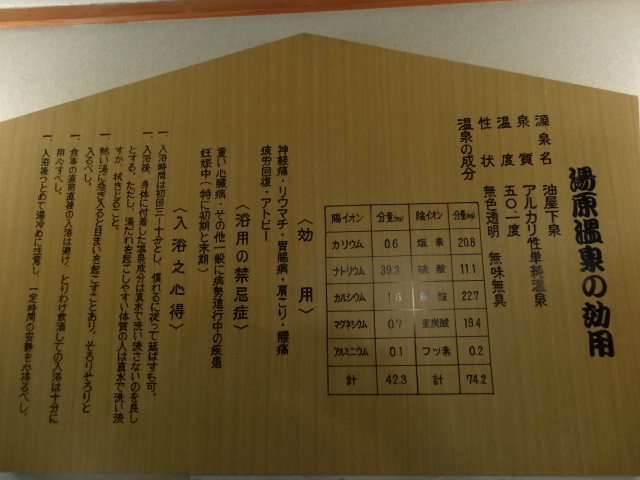 湯原温泉の効用
源泉名 油屋下泉
泉質 アルカリ性単純温泉
温度 五〇・一度
性状 無色透明 無味無臭
温泉の成分
陽イオン 分量(mg) 陰イオン 分量(mg)
カリウム 0.6 塩素 20.8
ナトリウム 39.3 硫酸 11.1
カルシウム 1.6 炭酸 22.7
マグネシウム 0.7 重炭酸 19.4
アルミニウム 0.1 フッ素 0.2
計 42.3 計 74.2
〈効用〉
神経痛・リウマチ・胃腸病・肩こり・腰痛
疲労回復・アトピー
〈浴用の禁忌症〉
重い心臓病・その他一般に病勢進行中の疾患
妊娠中(特に初期と末期)
〈入浴之心得〉
一、入浴時間は初回三〜十分とし、慣れるに従って延ばすも可。
一、入浴後、身体に付着した温泉成分は真水で洗い流さないのを良し
とする。ただし、湯だれを起こしやすい体質の人は真水で洗い流
すか、拭きとること。
一、熱い湯に急ぎ入ると目まいを起こすことあり、そろりそろりと
入るべし。
一、食事の直前直後の入浴は避け、とりわけ飲酒しての入浴は十分に
用心すべし。
一、入浴後つとめて湯冷めに注意し、一定時間の安静を心得るべし。